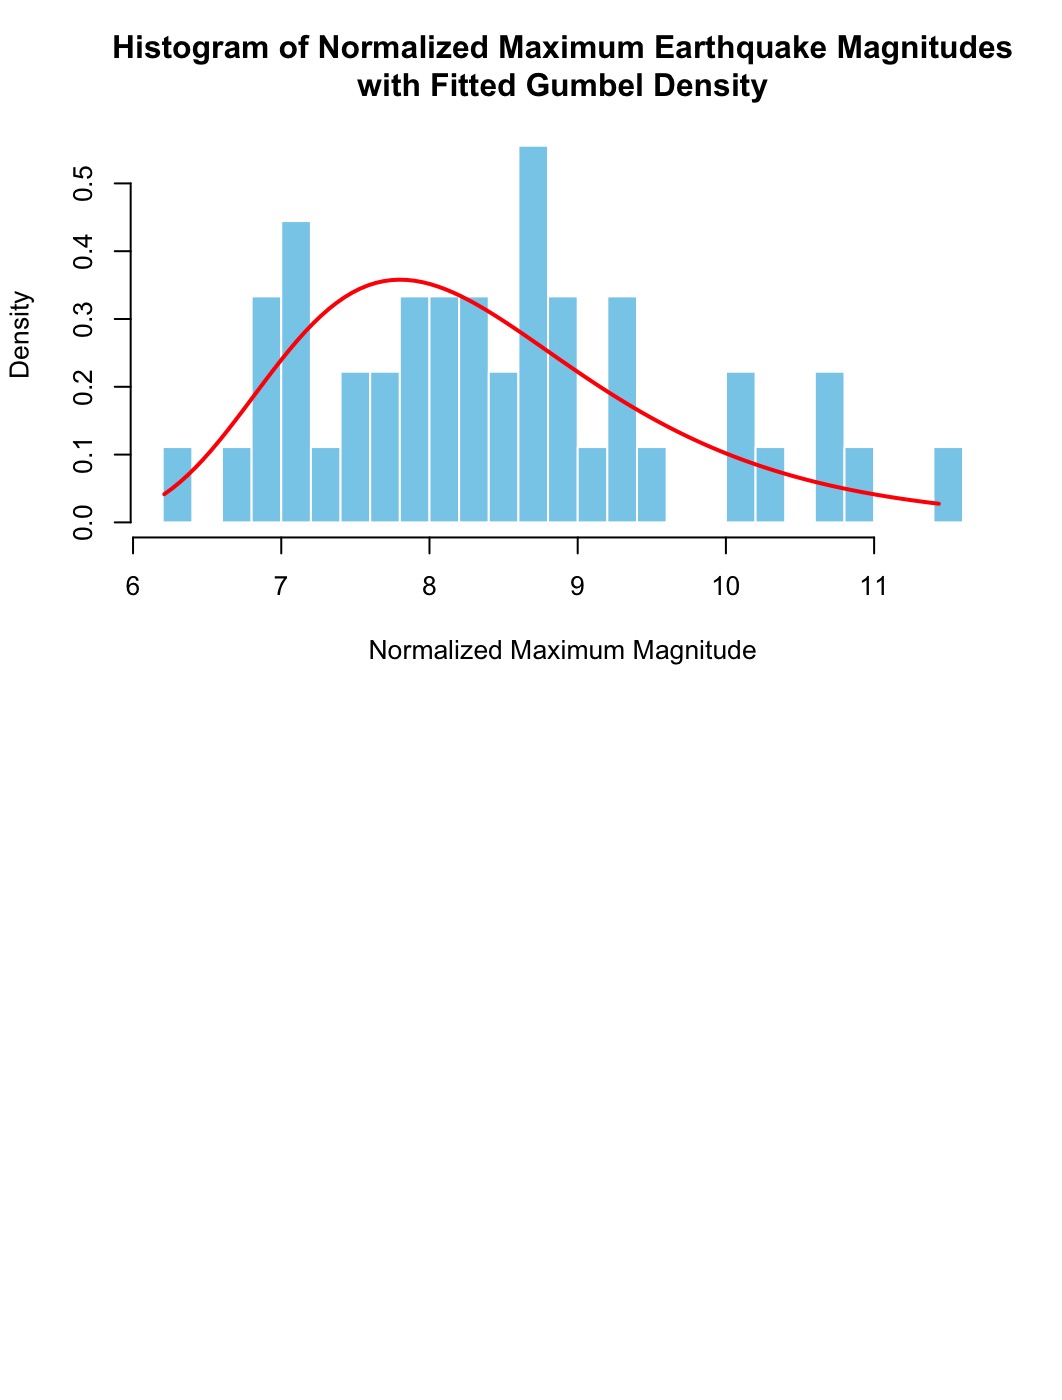 Histogram of Normalized Maximum Earthquake Magnitudes
with Fitted Gumbel Density
Density
0.5
0.4
0.3
0.2
0.1
0.0
6 7 8 9 10 11
Normalized Maximum Magnitude